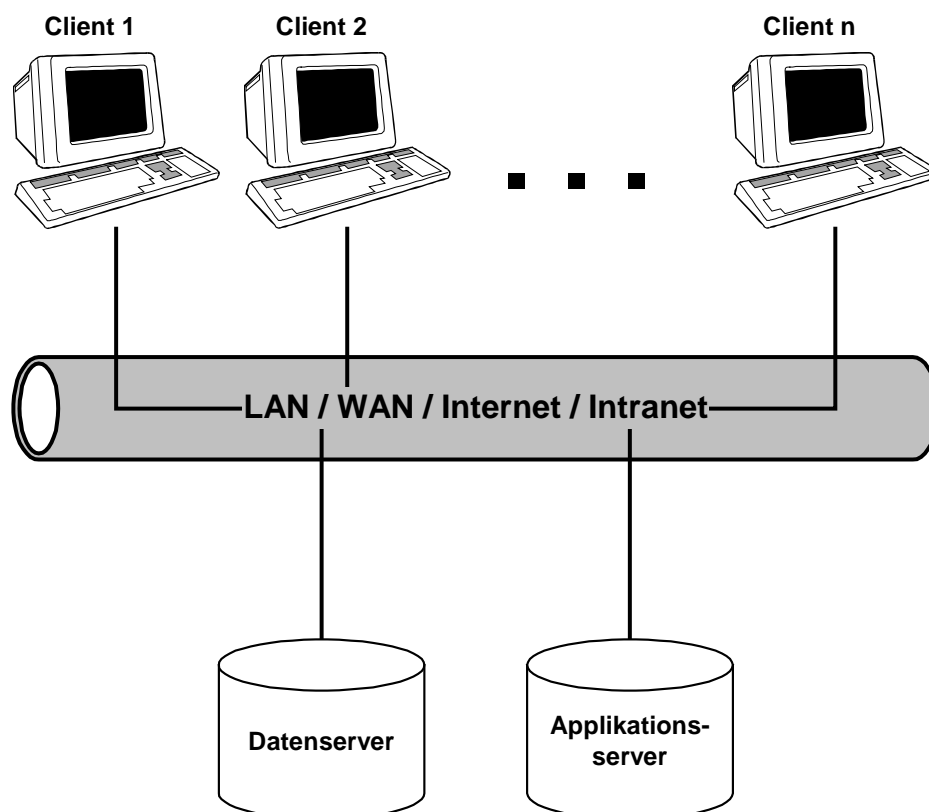 Client 1
Client 2
Client n
LAN / WAN / Internet / Intranet
Datenserver
Applikations-
server